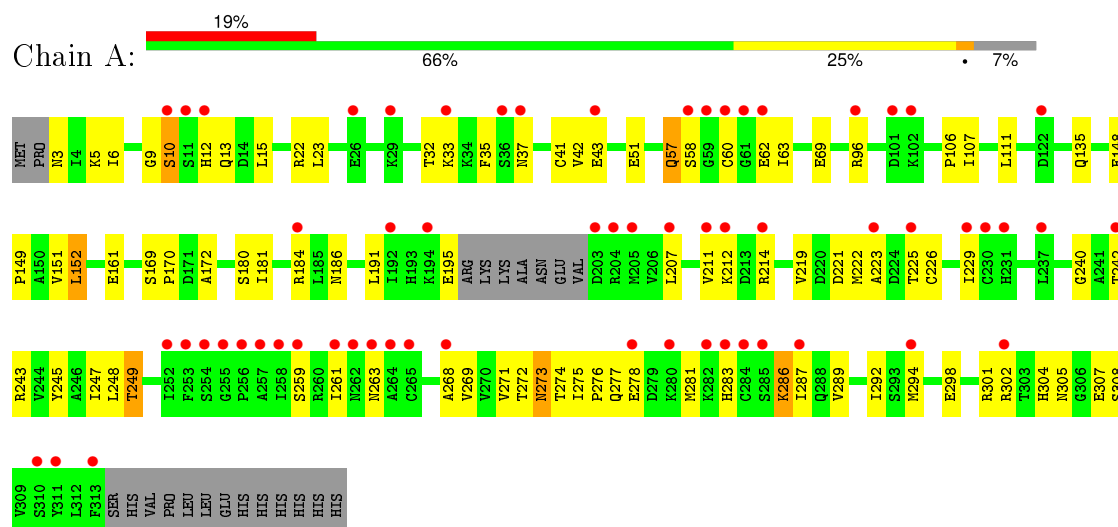 19%
Chain A:
66% 25% • 7%
MET PRO N3 I4 K5 I6 G9 S10 S11 H12 Q13 D14 L15 R22 L23 E26 K29 T32 K33 K34 F35 S36 N37 C41 V42 E43 E51 Q57 S58 G59 C60 G61 E62 I63 E69 R96 D101 K102 P106 I107 L111 D122 Q135 F148
P149 A150 V151 L152 E161 S169 P170 D171 A172 S180 I181 R184 L185 N186 L191 I192 H193 K194 E195 ARG LYS LYS ALA ASN GLU VAL D203 R204 M205 V206 L207 V211 K212 D213 R214 V219 D220 D221 M222 A223 D224 T225 C226 I229 C230 H231 L237 G240 A241 T242
R243 V244 Y245 A246 I247 L248 T249 I252 F253 S254 G255 P256 A257 I258 S259 R260 I261 N262 N263 A264 C265 A268 V269 V270 V271 T272 N273 T274 I275 P276 Q277 E278 D279 K280 M281 K282 H283 C284 S285 K286 I287 Q288 V289 I292 S293 M294 E298 R301 R302 T303 H304 N305 G306 E307 S308
V309 S310 Y311 L312 F313 SER HIS VAL PRO LEU LEU GLU HIS HIS HIS HIS HIS HIS